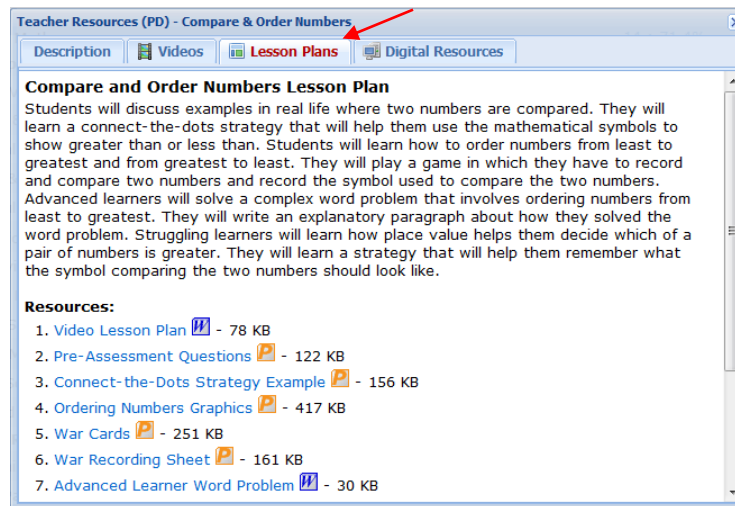 Teacher Resources (PD) - Compare & Order Numbers
Description Videos Lesson Plans Digital Resources
Compare and Order Numbers Lesson Plan
Students will discuss examples in real life where two numbers are compared. They will
learn a connect-the-dots strategy that will help them use the mathematical symbols to
show greater than or less than. Students will learn how to order numbers from least to
greatest and from greatest to least. They will play a game in which they have to record
and compare two numbers and record the symbol used to compare the two numbers.
Advanced learners will solve a complex word problem that involves ordering numbers from
least to greatest. They will write an explanatory paragraph about how they solved the
word problem. Struggling learners will learn how place value helps them decide which of a
pair of numbers is greater. They will learn a strategy that will help them remember what
the symbol comparing the two numbers should look like.
Resources:
1. Video Lesson Plan W - 78 KB
2. Pre-Assessment Questions P - 122 KB
3. Connect-the-Dots Strategy Example P - 156 KB
4. Ordering Numbers Graphics P - 417 KB
5. War Cards P - 251 KB
6. War Recording Sheet P - 161 KB
7. Advanced Learner Word Problem W - 30 KB